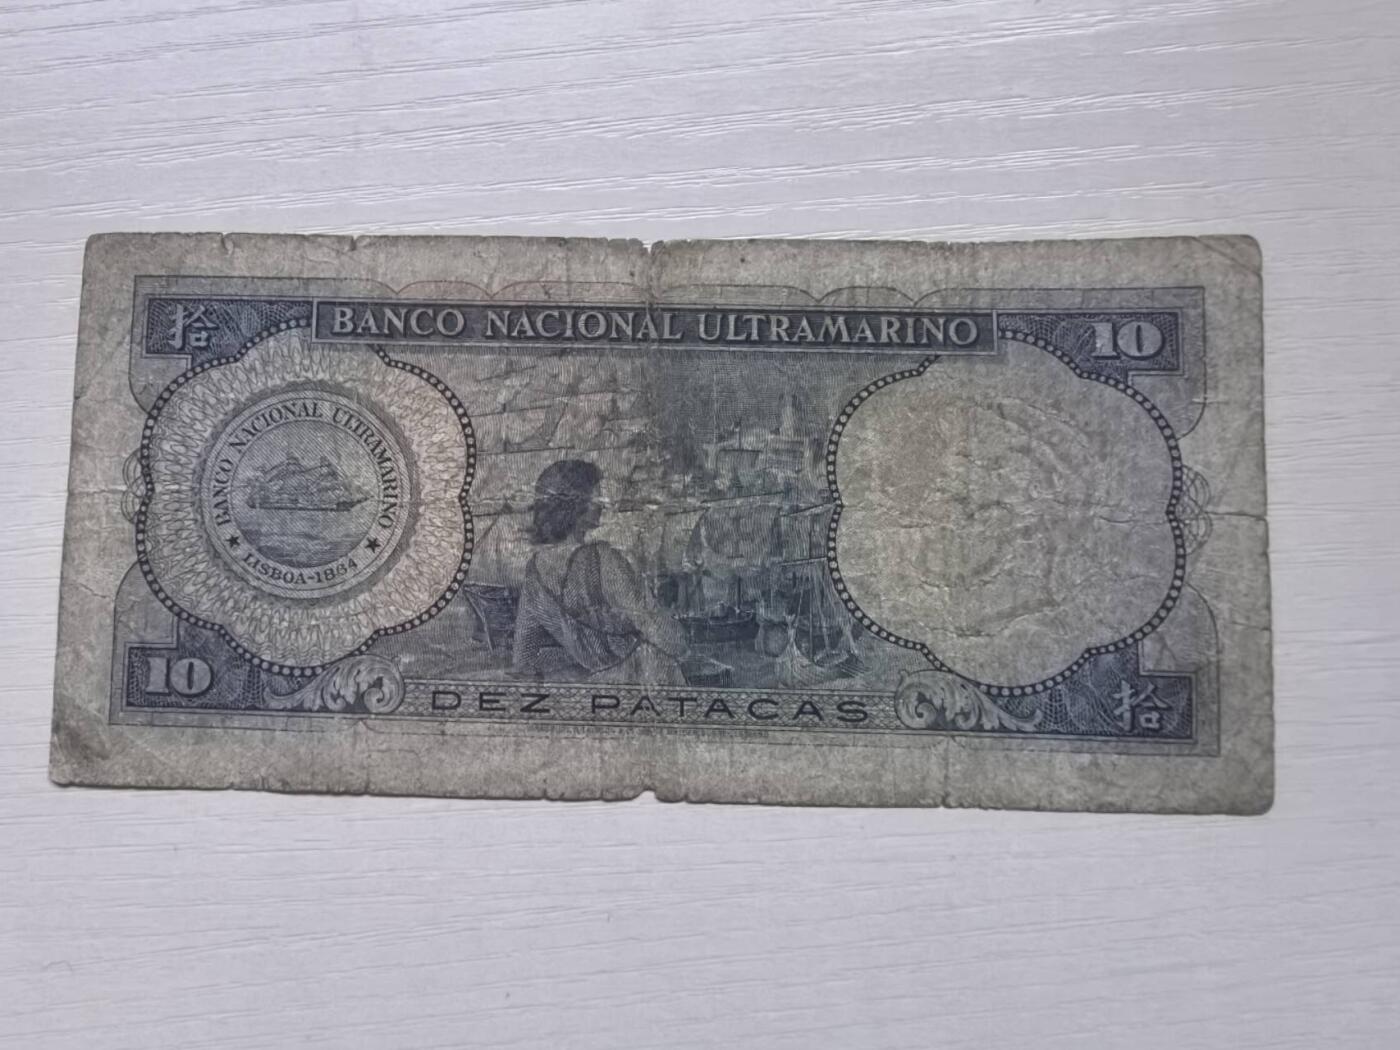 拾
BANCO NACIONAL ULTRAMARINO
10
BANCO NACIONAL ULTRAMARINO
LISBOA-1864
10
DEZ PATACAS
拾